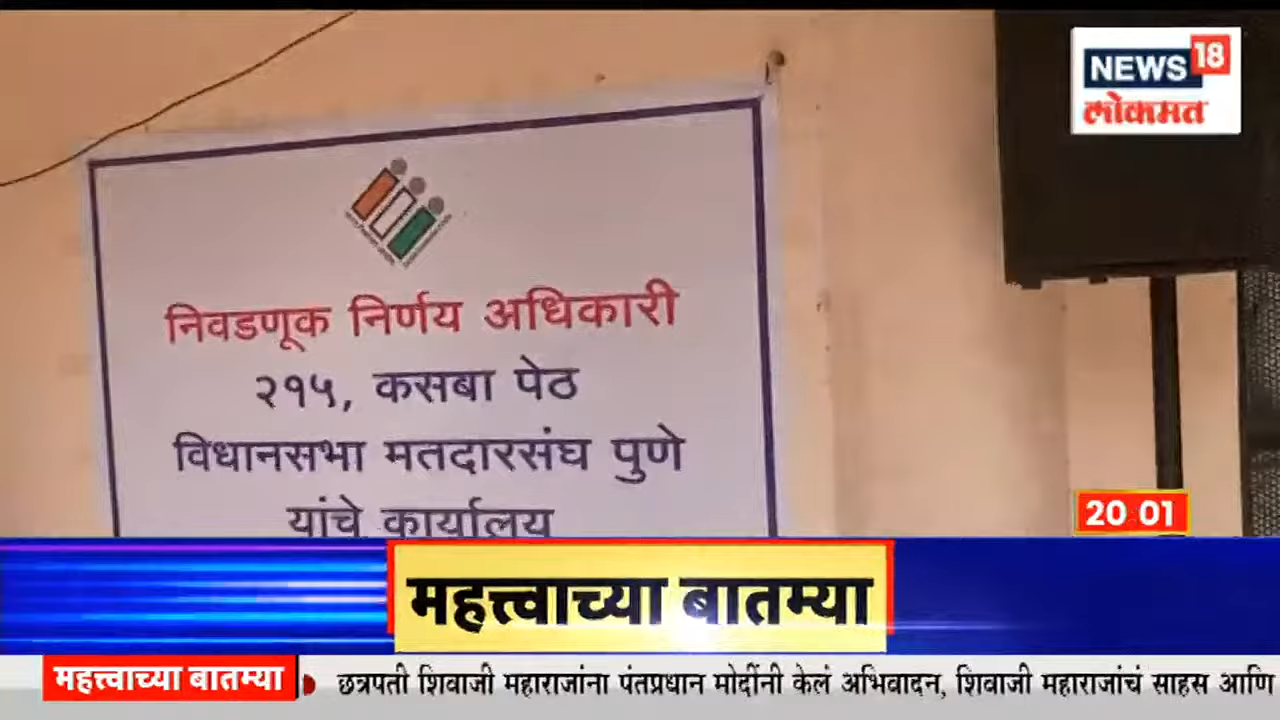 NEWS 18
लोकमत
निवडणूक निर्णय अधिकारी
२१५, कसबा पेठ
विधानसभा मतदारसंघ पुणे
यांचे कार्यालय
20 01
महत्त्वाच्या बातम्या
महत्त्वाच्या बातम्या
छत्रपती शिवाजी महाराजांना पंतप्रधान मोदींनी केलं अभिवादन, शिवाजी महाराजांचं साहस आणि